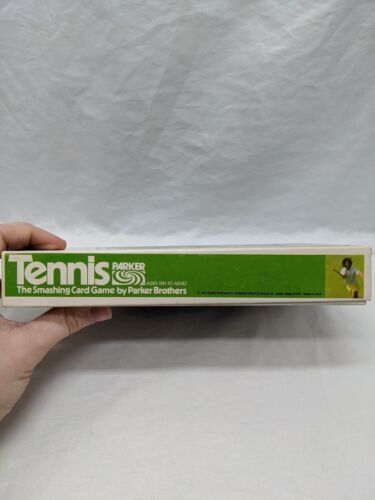 Tennis
PARKER
AGES TEN TO ADULT
The Smashing Card Game by Parker Brothers